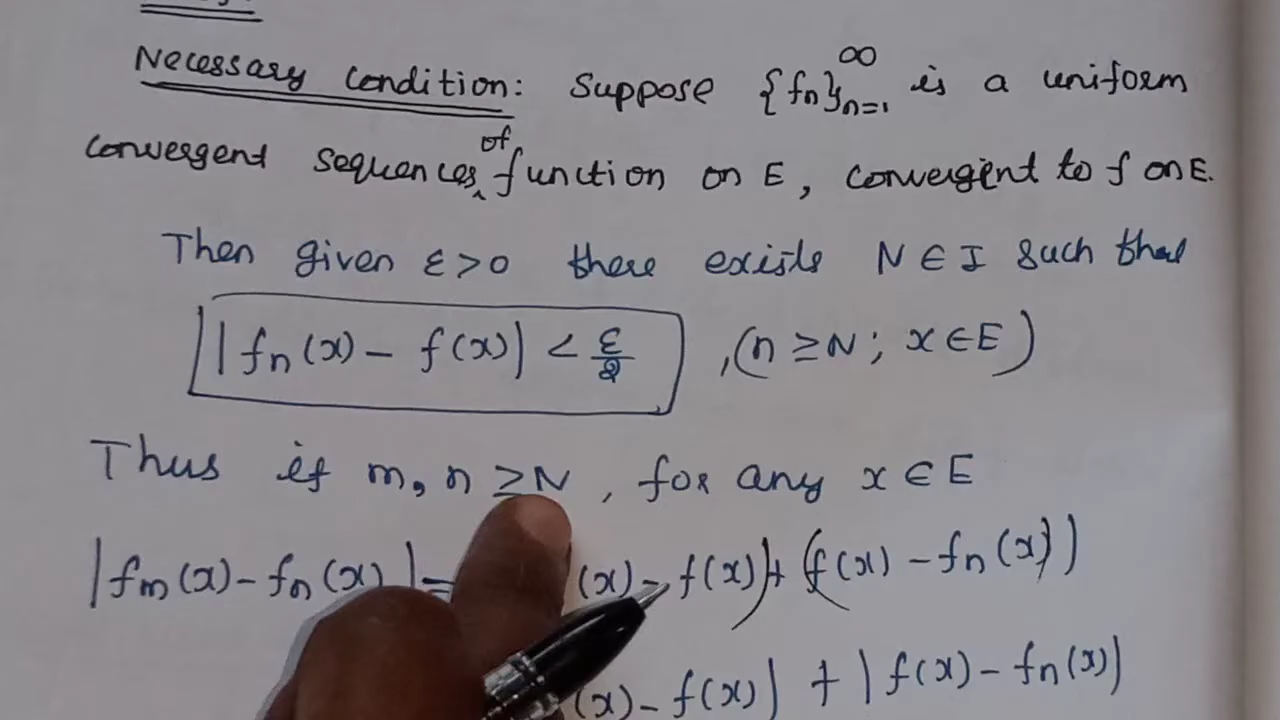 Necessary condition: Suppose {fn}∞n=1 is a uniform
convergent sequences of function on E, convergent to f on E.
Then given ε>0 there exists N∈I such that
|fn(x) – f(x)| < ε/2 , (n ≥N; x∈E)
Thus if m, n ≥N , for any x∈E
|fm(x) – fn(x)| = (x) – f(x)) + (f(x) – fn(x))|
(x) – f(x)| + |f(x) – fn(x)|